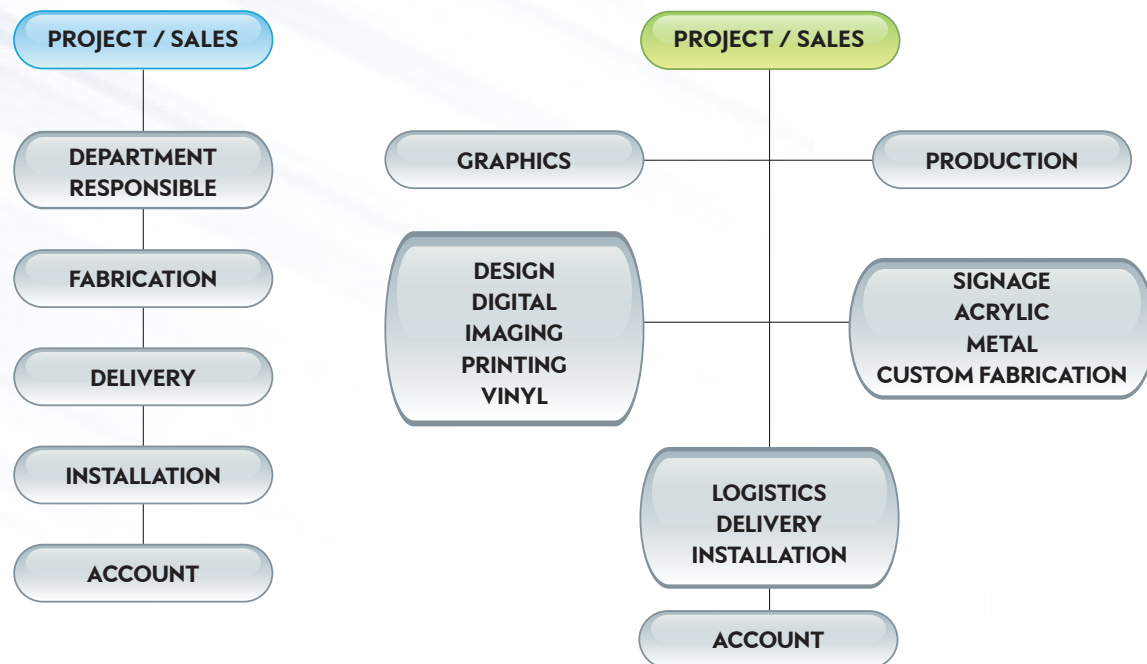 PROJECT / SALES
DEPARTMENT
RESPONSIBLE
FABRICATION
DELIVERY
INSTALLATION
ACCOUNT
PROJECT / SALES
GRAPHICS
PRODUCTION
DESIGN
DIGITAL
IMAGING
PRINTING
VINYL
SIGNAGE
ACRYLIC
METAL
CUSTOM FABRICATION
LOGISTICS
DELIVERY
INSTALLATION
ACCOUNT